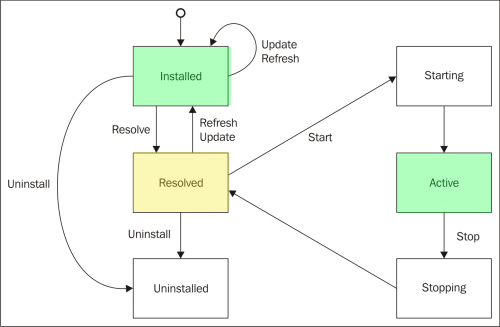 Update
Refresh
Installed
Starting
Resolve
Refresh
Update
Start
Uninstall
Resolved
Active
Uninstall
Stop
Uninstalled
Stopping